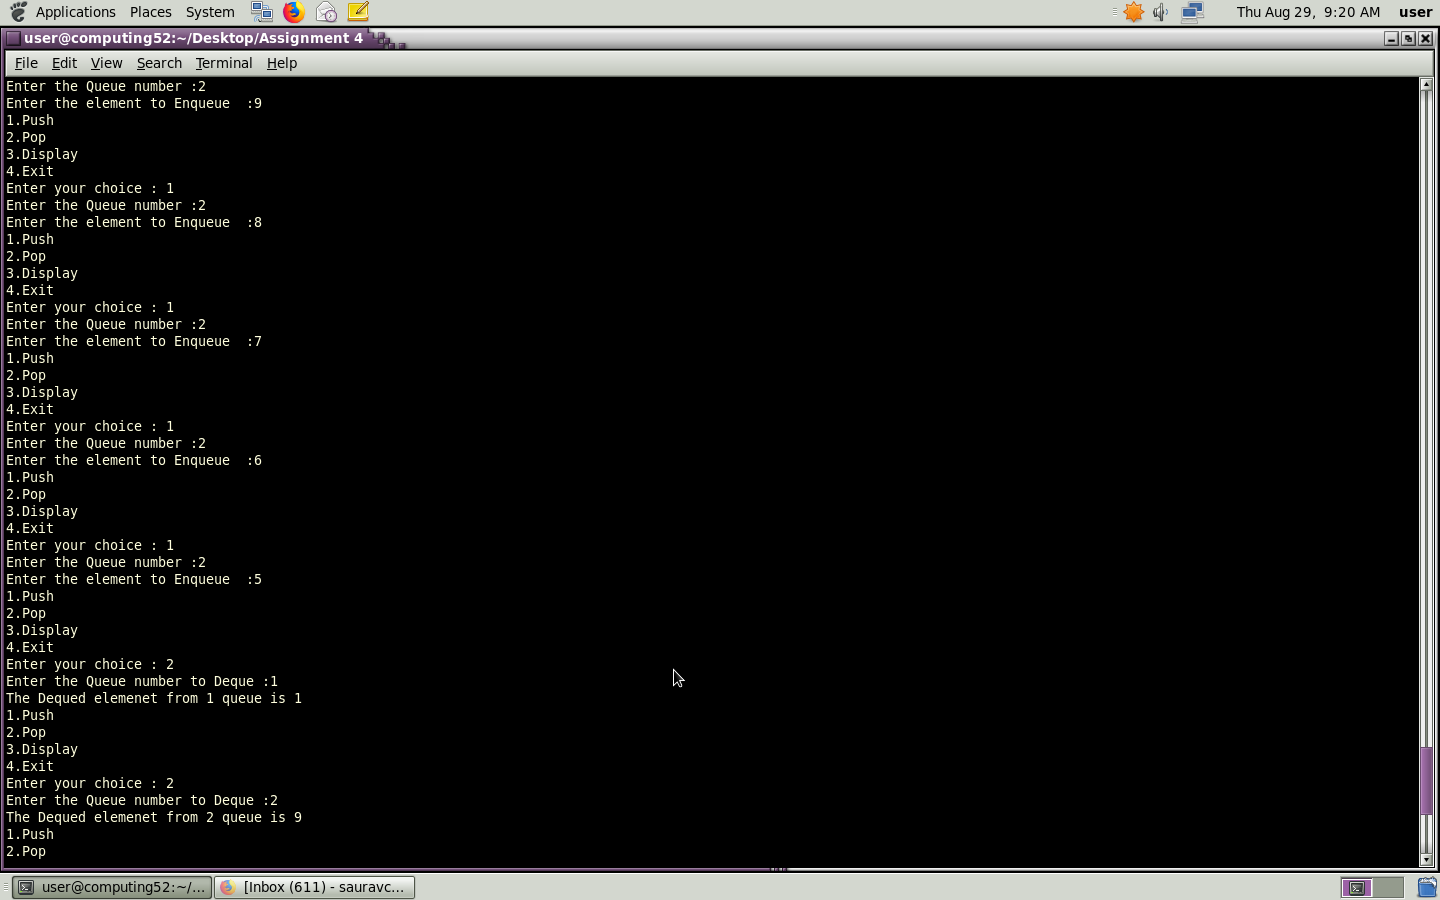 Applications Places System Thu Aug 29, 9:20 AM user
user@computing52:~/Desktop/Assignment 4
File Edit View Search Terminal Help
Enter the Queue number :2
Enter the element to Enqueue  :9
1.Push
2.Pop
3.Display
4.Exit
Enter your choice : 1
Enter the Queue number :2
Enter the element to Enqueue  :8
1.Push
2.Pop
3.Display
4.Exit
Enter your choice : 1
Enter the Queue number :2
Enter the element to Enqueue  :7
1.Push
2.Pop
3.Display
4.Exit
Enter your choice : 1
Enter the Queue number :2
Enter the element to Enqueue  :6
1.Push
2.Pop
3.Display
4.Exit
Enter your choice : 1
Enter the Queue number :2
Enter the element to Enqueue  :5
1.Push
2.Pop
3.Display
4.Exit
Enter your choice : 2
Enter the Queue number to Deque :1
The Dequed elemenet from 1 queue is 1
1.Push
2.Pop
3.Display
4.Exit
Enter your choice : 2
Enter the Queue number to Deque :2
The Dequed elemenet from 2 queue is 9
1.Push
2.Pop
user@computing52:~/... [Inbox (611) - sauravc...